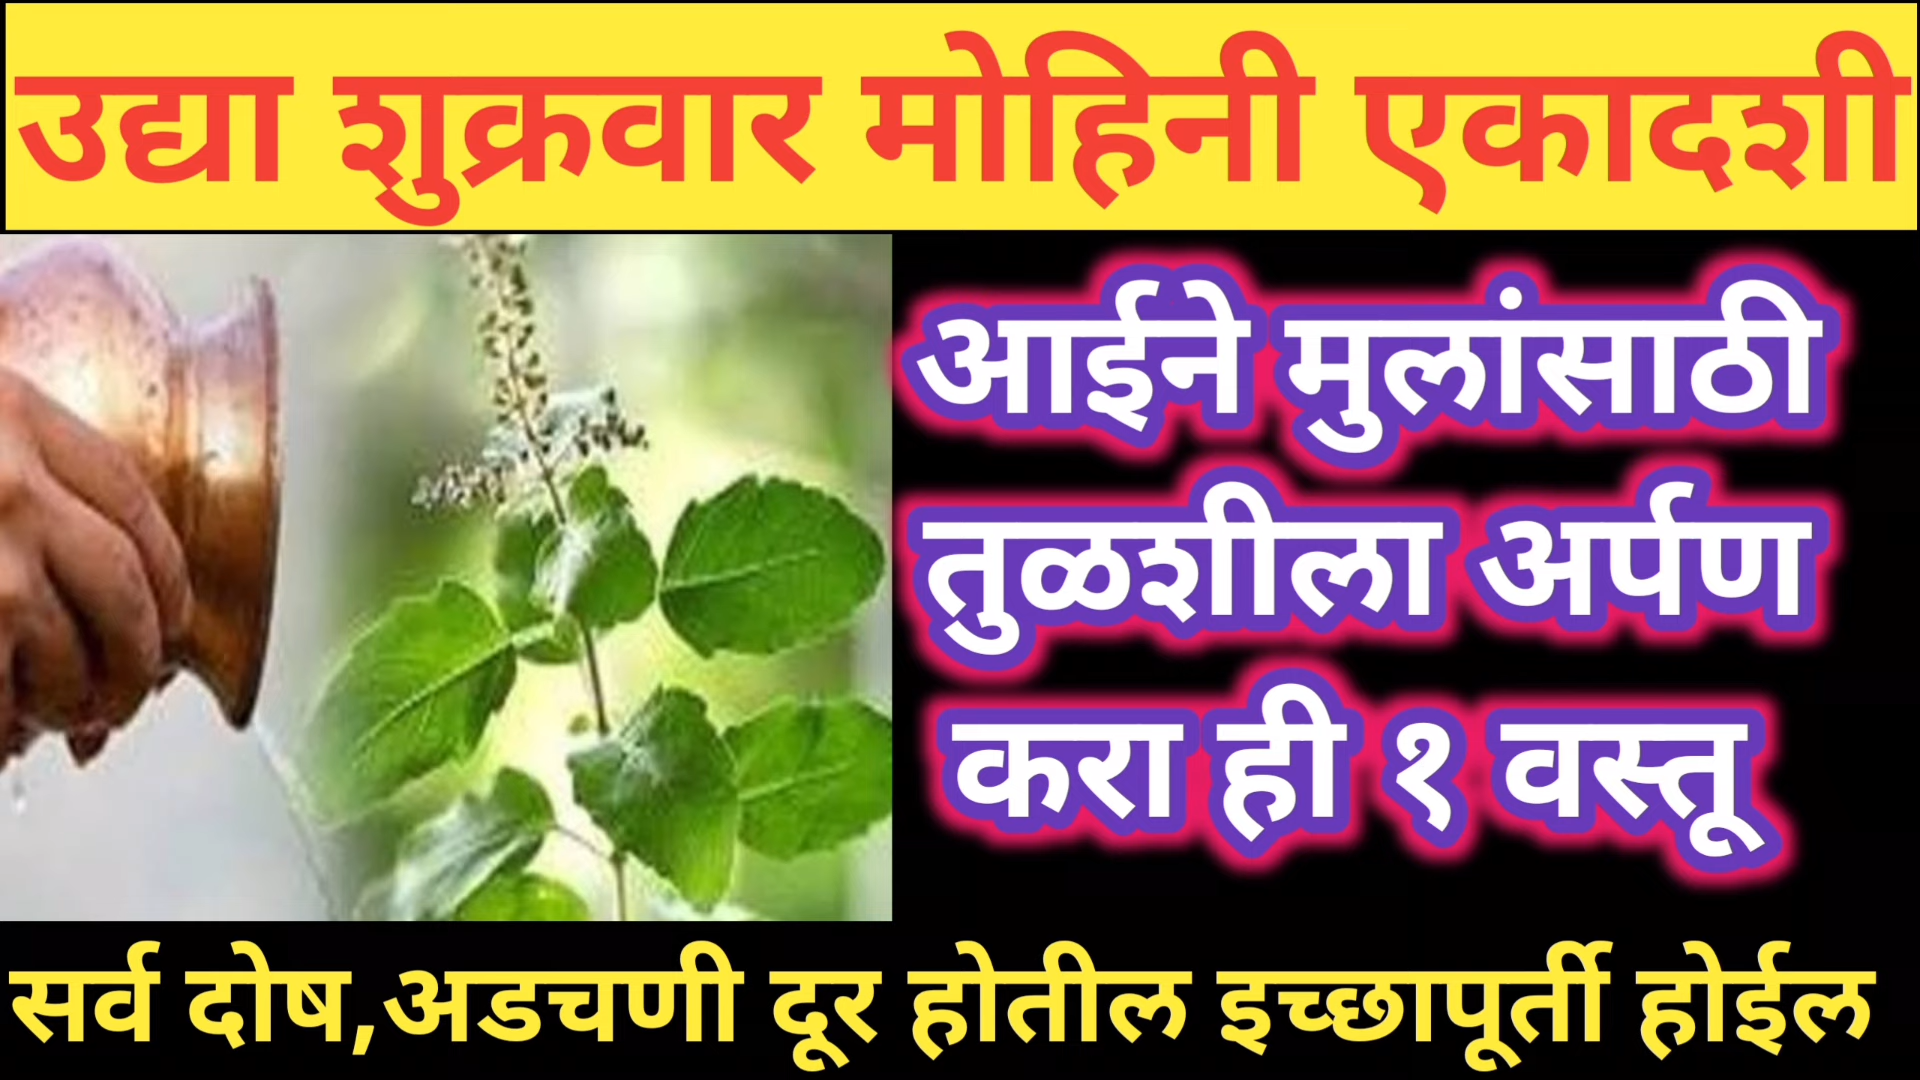 उद्या शुक्रवार मोहिनी एकादशी
आईने मुलांसाठी
तुळशीला अर्पण
करा ही १ वस्तू
सर्व दोष,अडचणी दूर होतील इच्छापूर्ती होईल